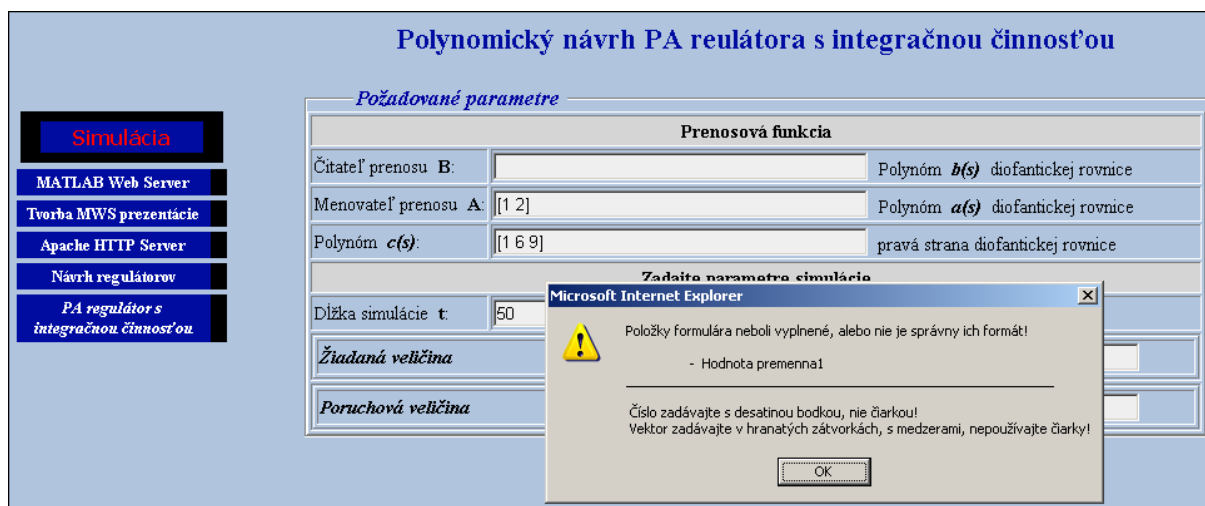 Polynomický návrh PA reulátora s integračnou činnosťou
Simulácia
MATLAB Web Server
Tvorba MWS prezentácie
Apache HTTP Server
Návrh regulátorov
PA regulátor s
integračnou činnosťou
Požadované parametre
Prenosová funkcia
Čitateľ prenosu B:
Polynóm b(s) diofantickej rovnice
Menovateľ prenosu A: [1 2]
Polynóm a(s) diofantickej rovnice
Polynóm c(s): [1 6 9]
pravá strana diofantickej rovnice
Zadajte parametre simulácie
Dĺžka simulácie t: 50
Žiadaná veličina
Poruchová veličina
Microsoft Internet Explorer
Položky formulára neboli vyplnené, alebo nie je správny ich formát!
- Hodnota premenna1
Číslo zadávajte s desatinou bodkou, nie čiarkou!
Vektor zadávajte v hranatých zátvorkách, s medzerami, nepoužívajte čiarky!
OK